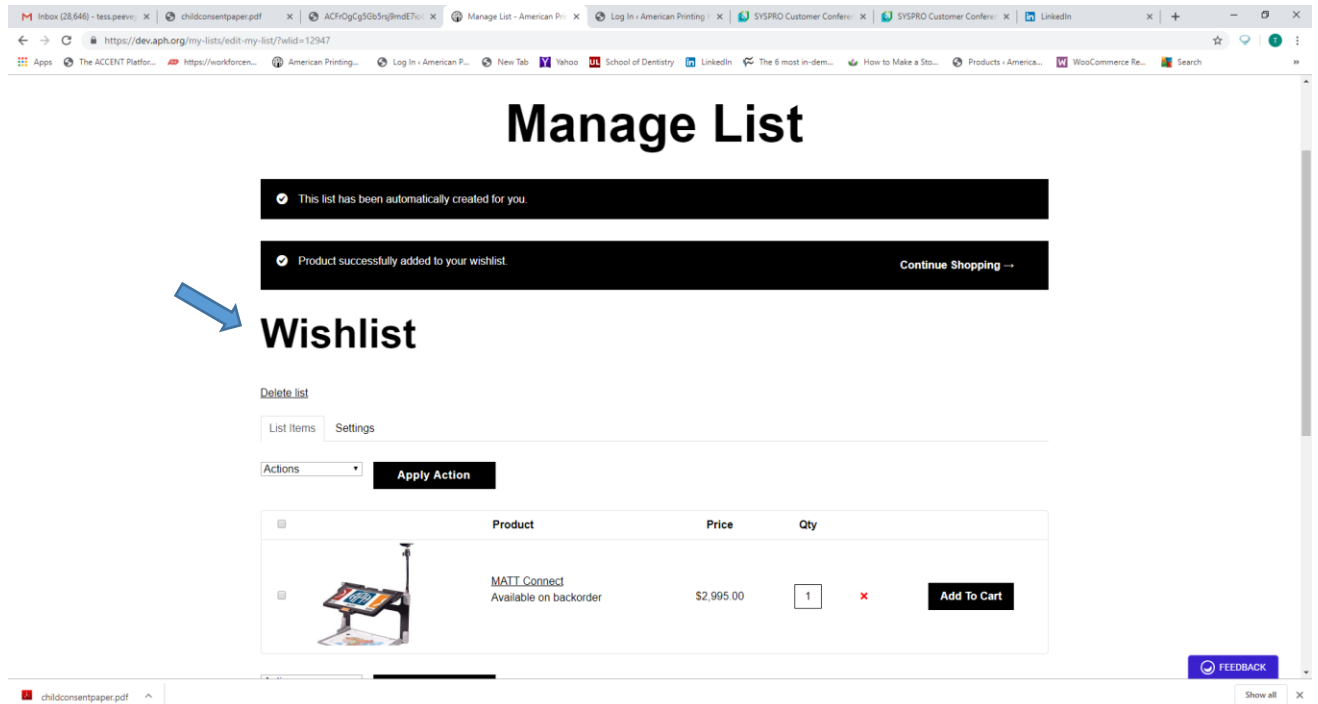 Inbox (28,646) - tess.peevey
childconsentpaper.pdf
Manage List - American Prin
Log In ‹ American Printing H
SYSPRO Customer Conferen
SYSPRO Customer Conferen
LinkedIn
https://dev.aph.org/my-lists/edit-my-list/?wlid=12947
Apps
The ACCENT Platfor...
https://workforcen...
American Printing...
Log In ‹ American P...
New Tab
Yahoo
School of Dentistry
LinkedIn
The 6 most in-dem...
How to Make a Sto...
Products ‹ America...
WooCommerce Re...
Search
Manage List
This list has been automatically created for you.
Product successfully added to your wishlist.
Continue Shopping →
Wishlist
Delete list
List Items Settings
Actions
Apply Action
Product Price Qty
MATT Connect
Available on backorder
$2,995.00
1
Add To Cart
FEEDBACK
childconsentpaper.pdf
Show all